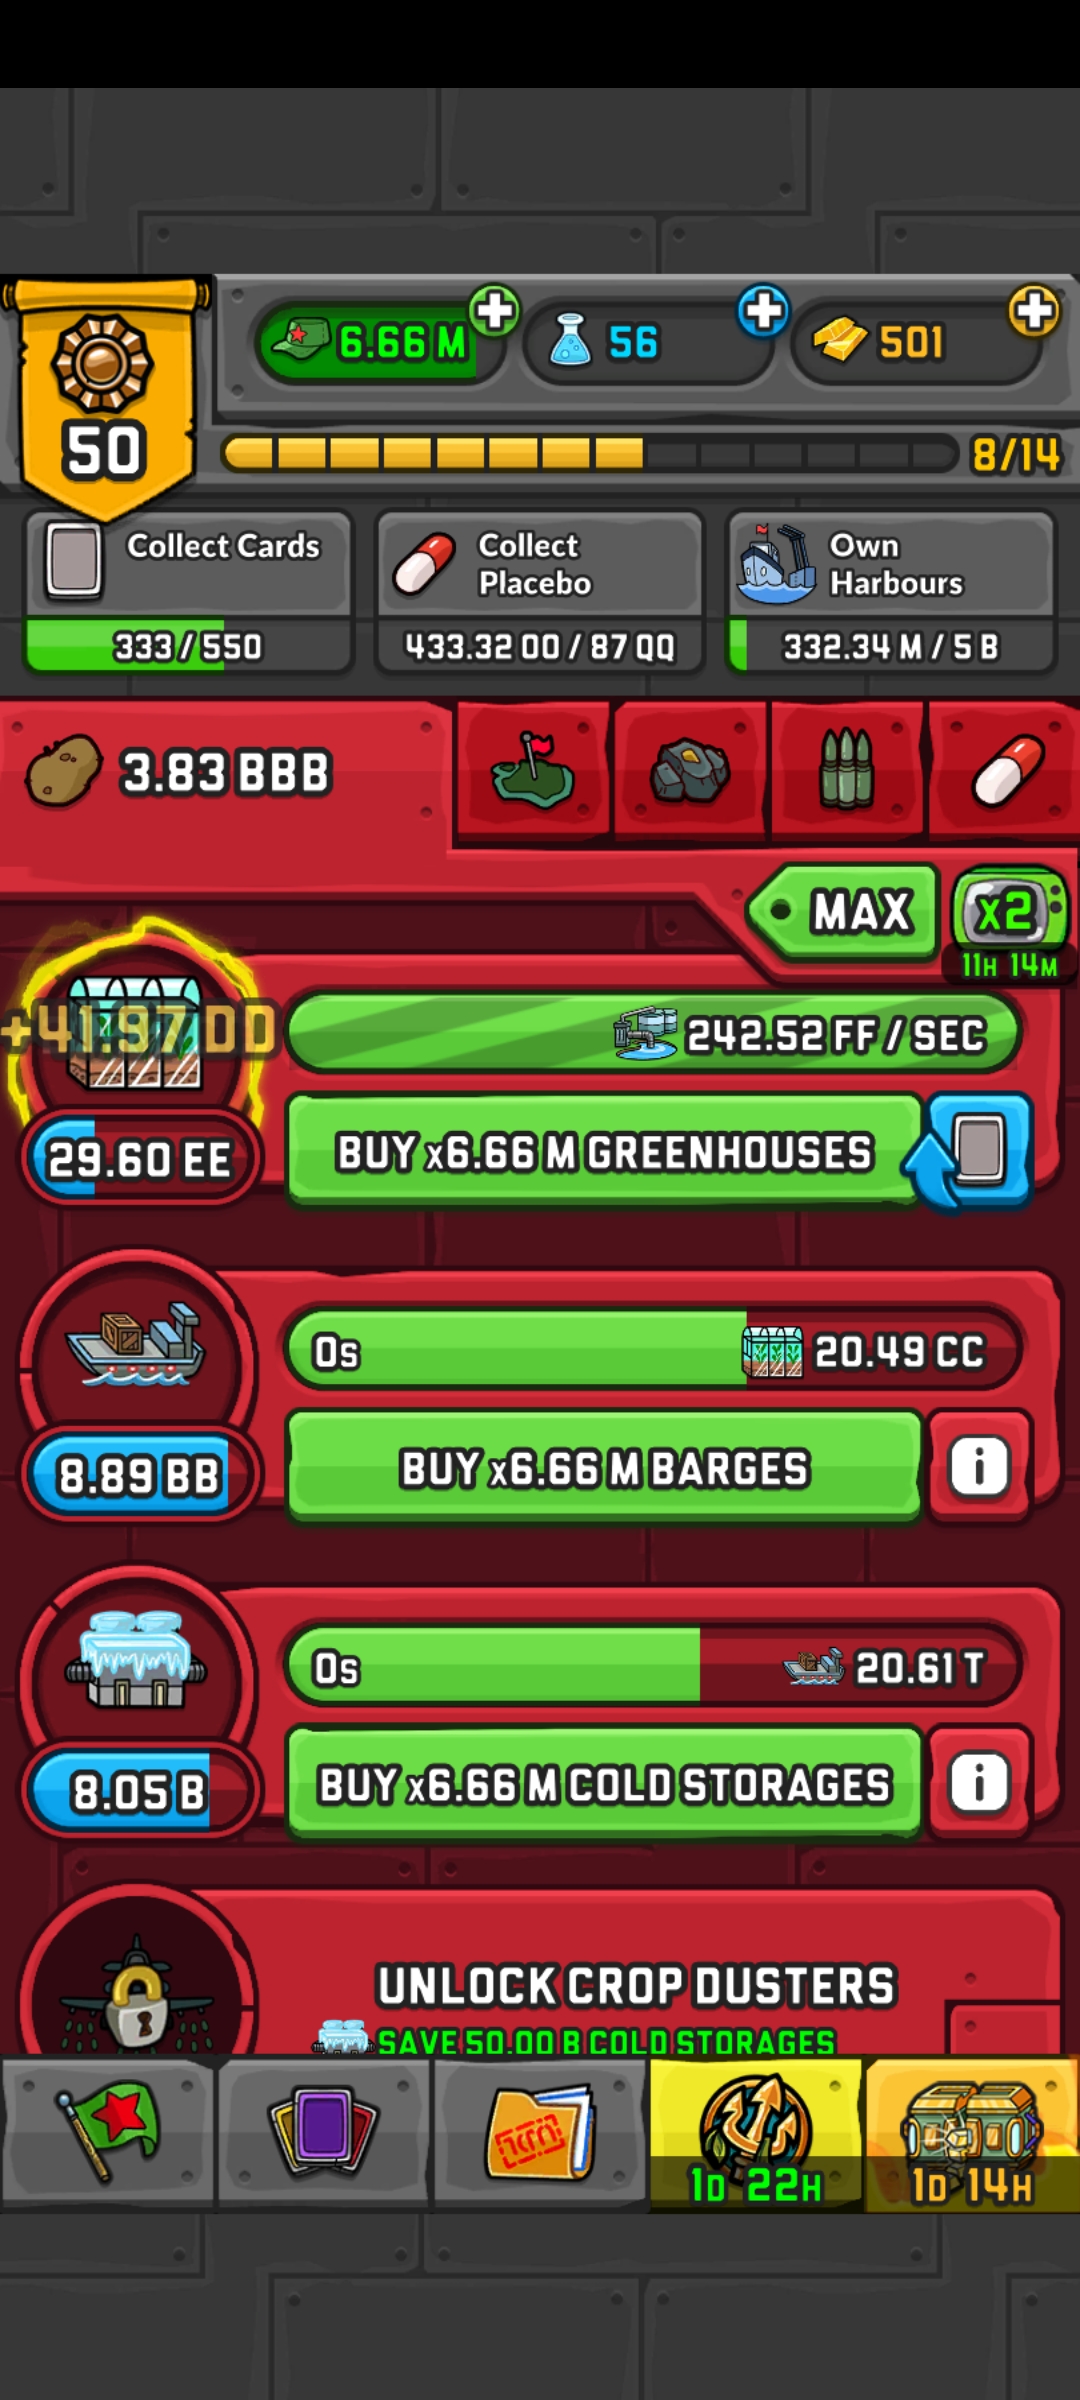 6.66 M
56
501
50
8/14
Collect Cards
333 / 550
Collect
Placebo
433.32 OO / 87 QQ
Own
Harbours
332.34 M / 5 B
3.83 BBB
MAX
x2
11H 14M
+41.97 DD
242.52 FF / SEC
29.60 EE
BUY x6.66 M GREENHOUSES
0s
20.49 CC
8.89 BB
BUY x6.66 M BARGES
i
0s
20.61 T
8.05 B
BUY x6.66 M COLD STORAGES
i
UNLOCK CROP DUSTERS
SAVE 50.00 B COLD STORAGES
1D 22H
1D 14H